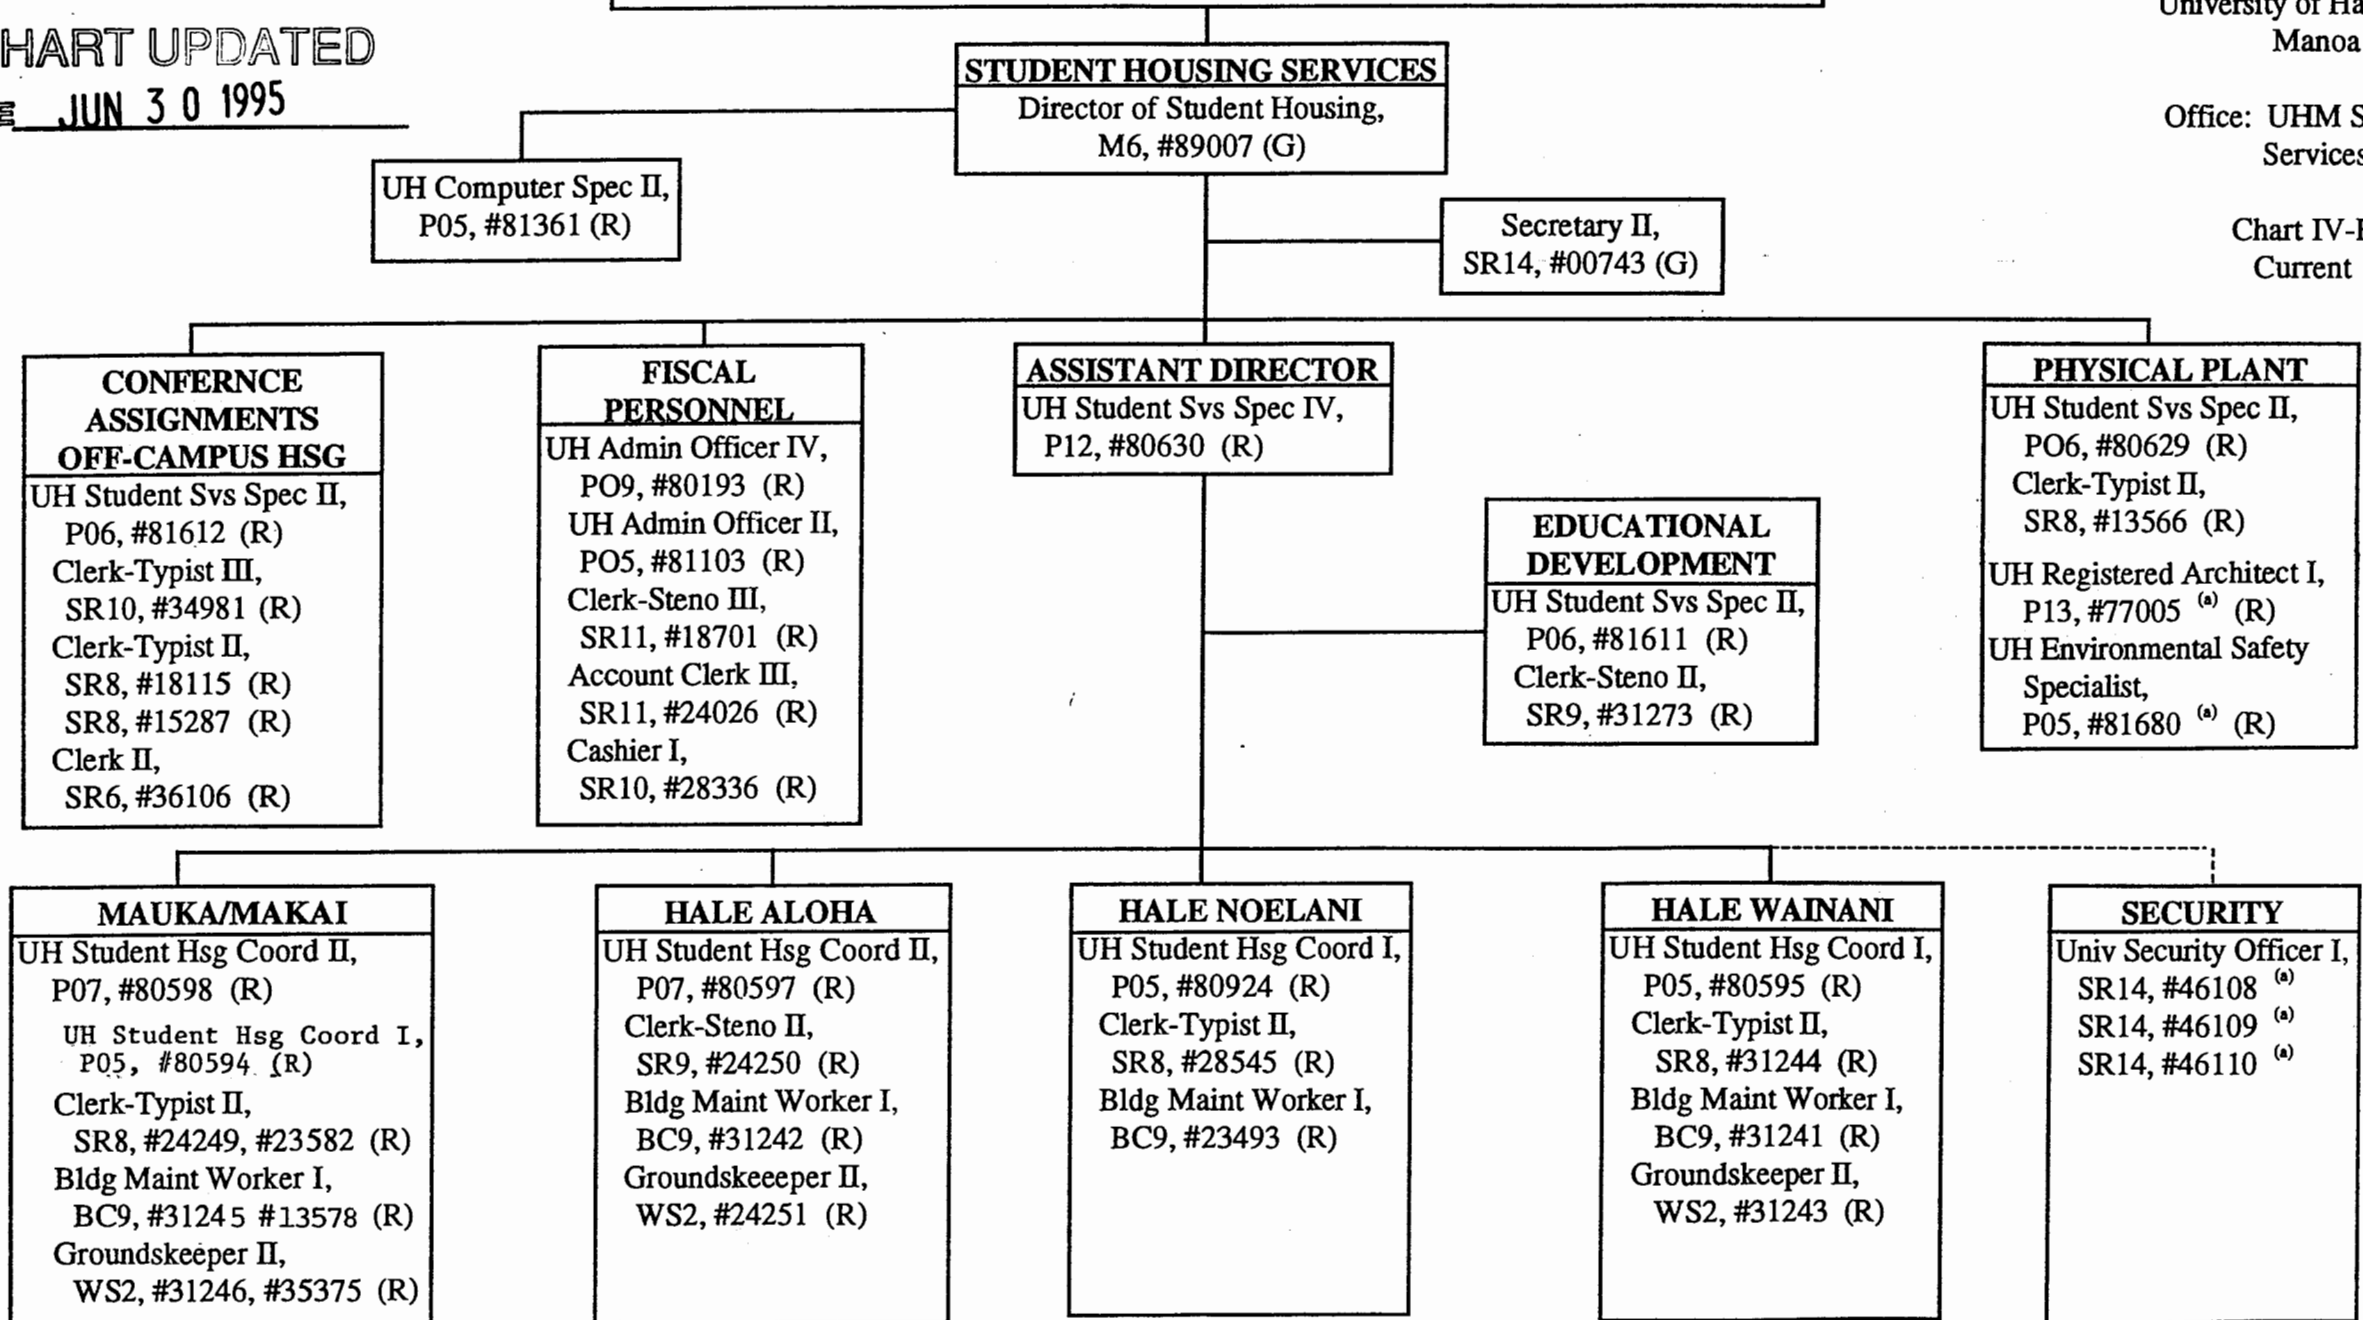 HART UPDATED
JUN 30 1995
University of Ha
Manoa
Office: UHM S
Services
Chart IV-
Current
STUDENT HOUSING SERVICES
Director of Student Housing,
M6, #89007 (G)
UH Computer Spec II,
P05, #81361 (R)
Secretary II,
SR14, #00743 (G)
CONFERNCE
ASSIGNMENTS
OFF-CAMPUS HSG
UH Student Svs Spec II,
P06, #81612 (R)
Clerk-Typist III,
SR10, #34981 (R)
Clerk-Typist II,
SR8, #18115 (R)
SR8, #15287 (R)
Clerk II,
SR6, #36106 (R)
FISCAL
PERSONNEL
UH Admin Officer IV,
PO9, #80193 (R)
UH Admin Officer II,
PO5, #81103 (R)
Clerk-Steno III,
SR11, #18701 (R)
Account Clerk III,
SR11, #24026 (R)
Cashier I,
SR10, #28336 (R)
ASSISTANT DIRECTOR
UH Student Svs Spec IV,
P12, #80630 (R)
EDUCATIONAL
DEVELOPMENT
UH Student Svs Spec II,
P06, #81611 (R)
Clerk-Steno II,
SR9, #31273 (R)
PHYSICAL PLANT
UH Student Svs Spec II,
PO6, #80629 (R)
Clerk-Typist II,
SR8, #13566 (R)
UH Registered Architect I,
P13, #77005 (a) (R)
UH Environmental Safety
Specialist,
P05, #81680 (a) (R)
MAUKA/MAKAI
UH Student Hsg Coord II,
P07, #80598 (R)
UH Student Hsg Coord I,
P05, #80594 (R)
Clerk-Typist II,
SR8, #24249, #23582 (R)
Bldg Maint Worker I,
BC9, #31245 #13578 (R)
Groundskeeper II,
WS2, #31246, #35375 (R)
HALE ALOHA
UH Student Hsg Coord II,
P07, #80597 (R)
Clerk-Steno II,
SR9, #24250 (R)
Bldg Maint Worker I,
BC9, #31242 (R)
Groundskeeeper II,
WS2, #24251 (R)
HALE NOELANI
UH Student Hsg Coord I,
P05, #80924 (R)
Clerk-Typist II,
SR8, #28545 (R)
Bldg Maint Worker I,
BC9, #23493 (R)
HALE WAINANI
UH Student Hsg Coord I,
P05, #80595 (R)
Clerk-Typist II,
SR8, #31244 (R)
Bldg Maint Worker I,
BC9, #31241 (R)
Groundskeeper II,
WS2, #31243 (R)
SECURITY
Univ Security Officer I,
SR14, #46108 (a)
SR14, #46109 (a)
SR14, #46110 (a)